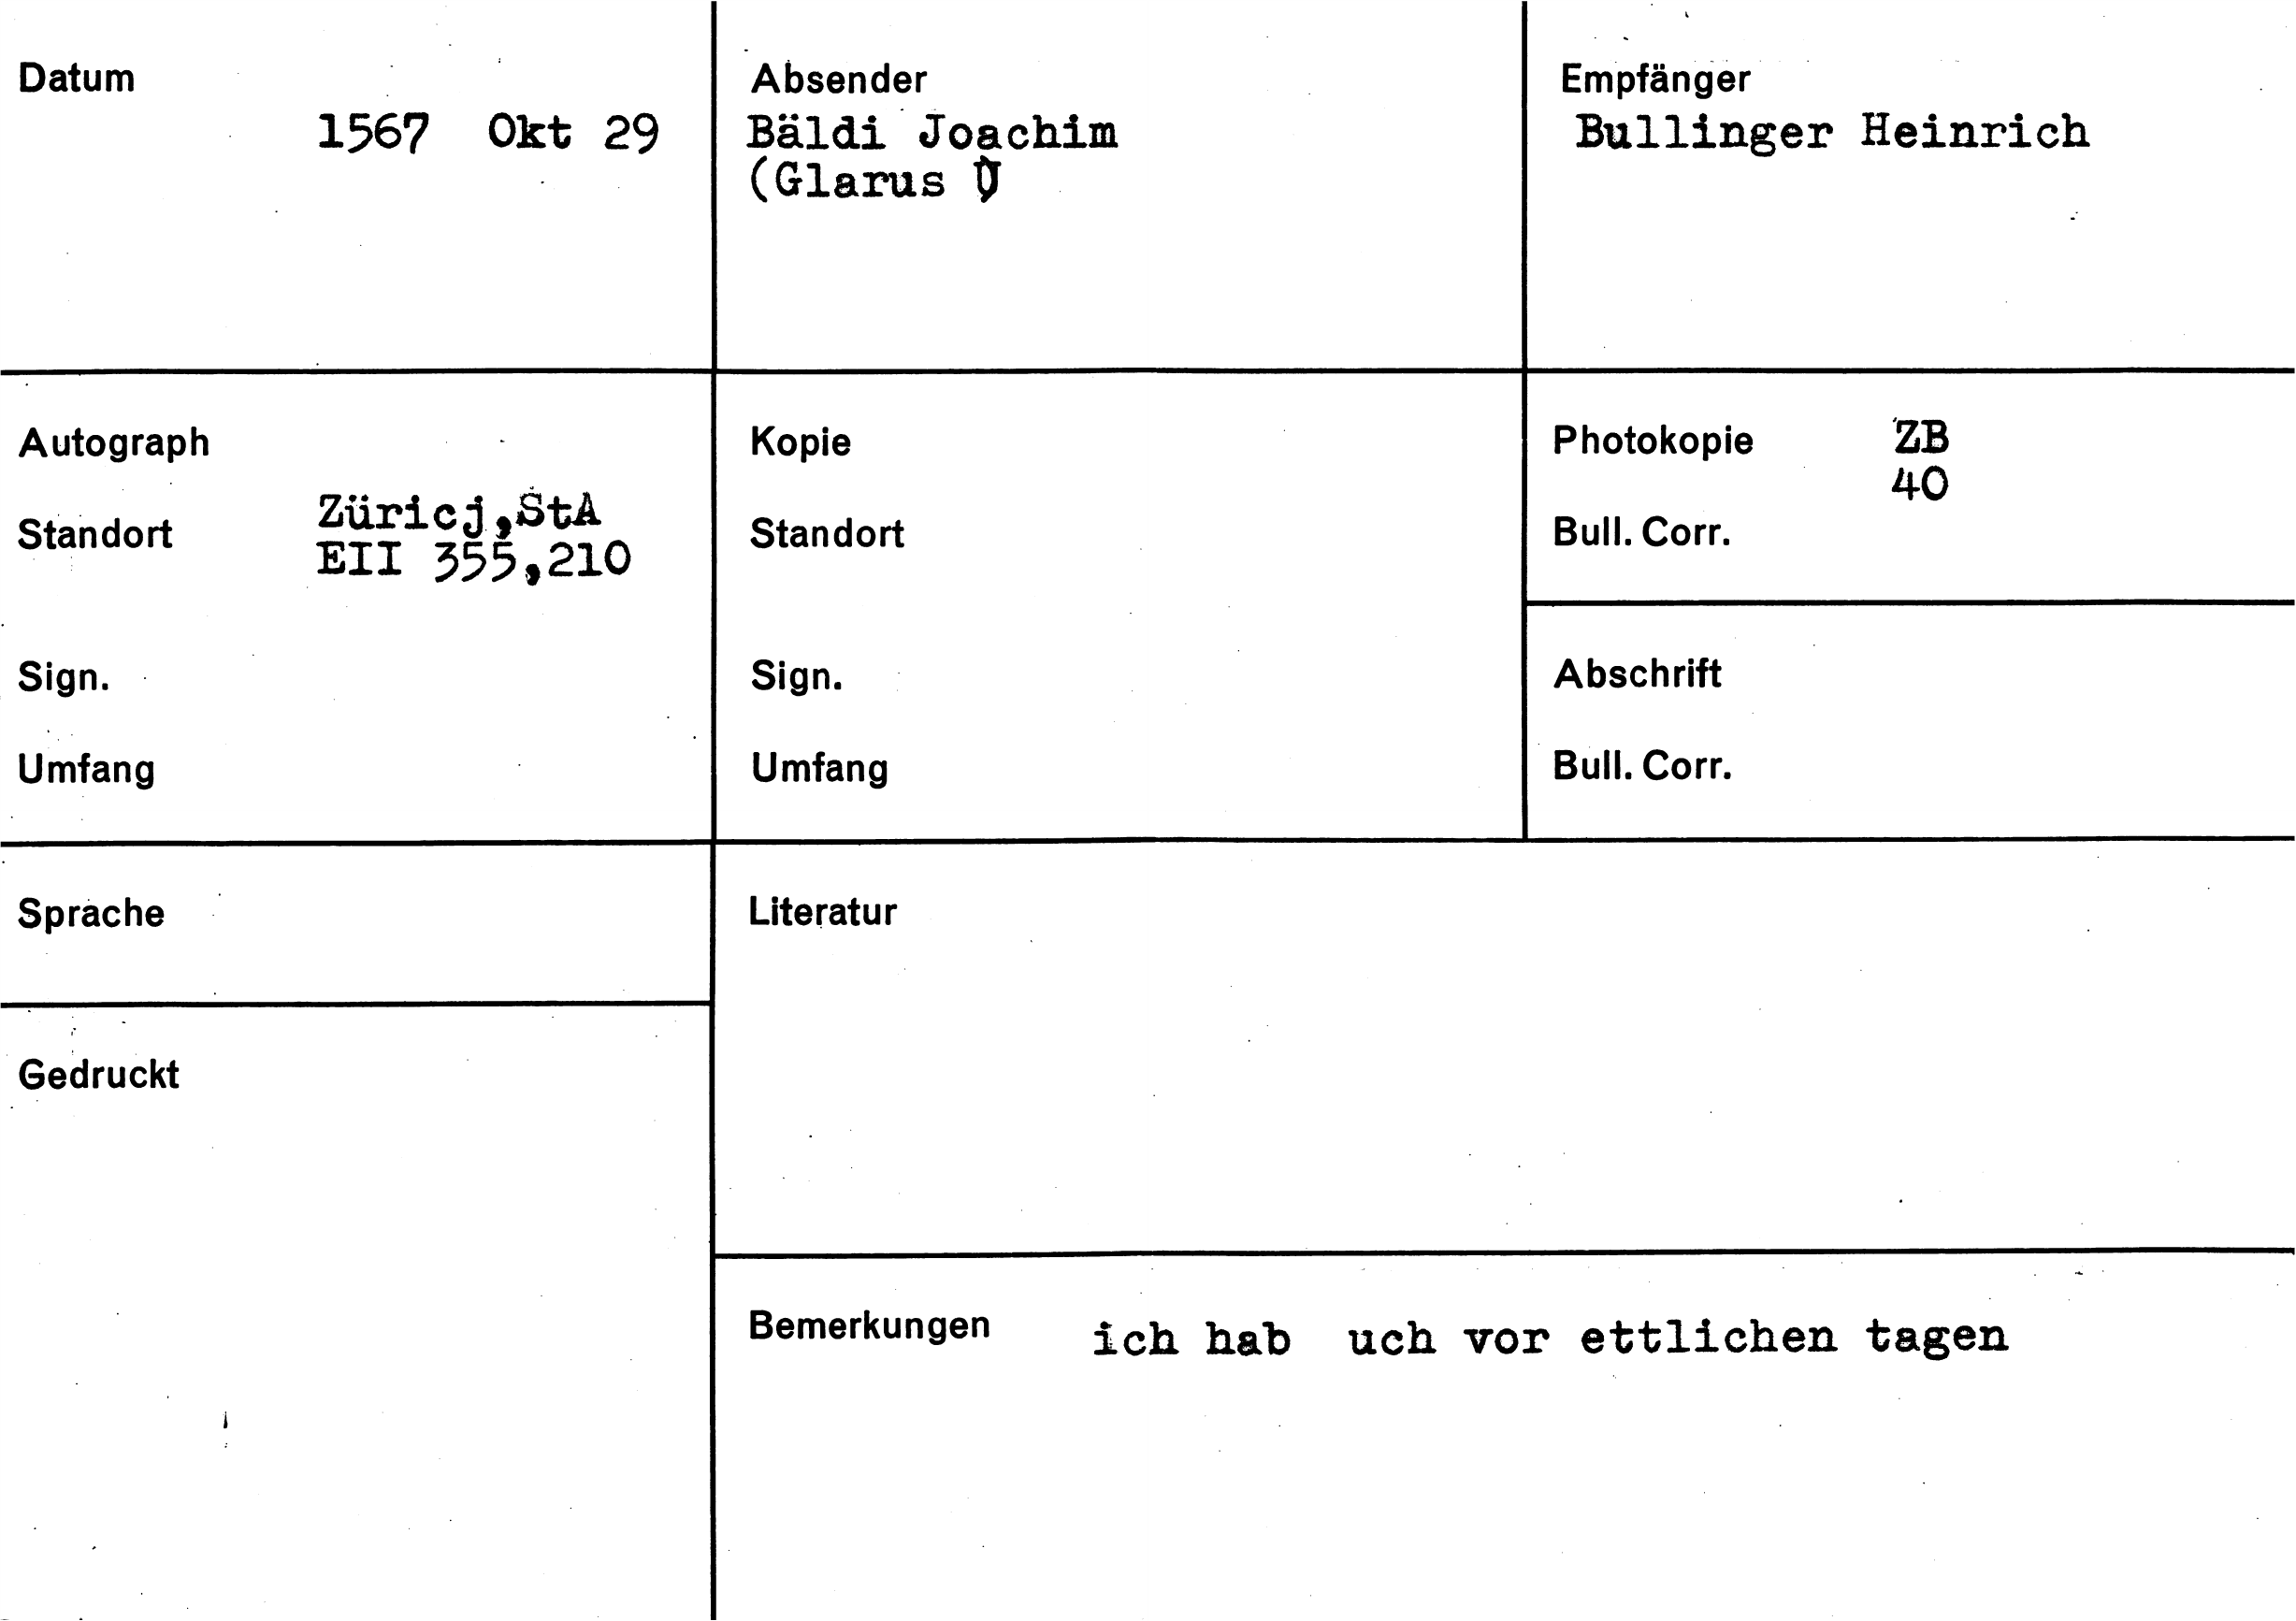 Datum
1567 Okt 29
Absender
Bäldi Joachim
(Glarus )
Empfänger
Bullinger Heinrich
Autograph
Standort
Züricj,StA
EII 355,210
Sign.
Umfang
Kopie
Standort
Sign.
Umfang
Photokopie ZB
40
Bull. Corr.
Abschrift
Bull. Corr.
Sprache
Gedruckt
Literatur
Bemerkungen ich hab uch vor ettlichen tagen